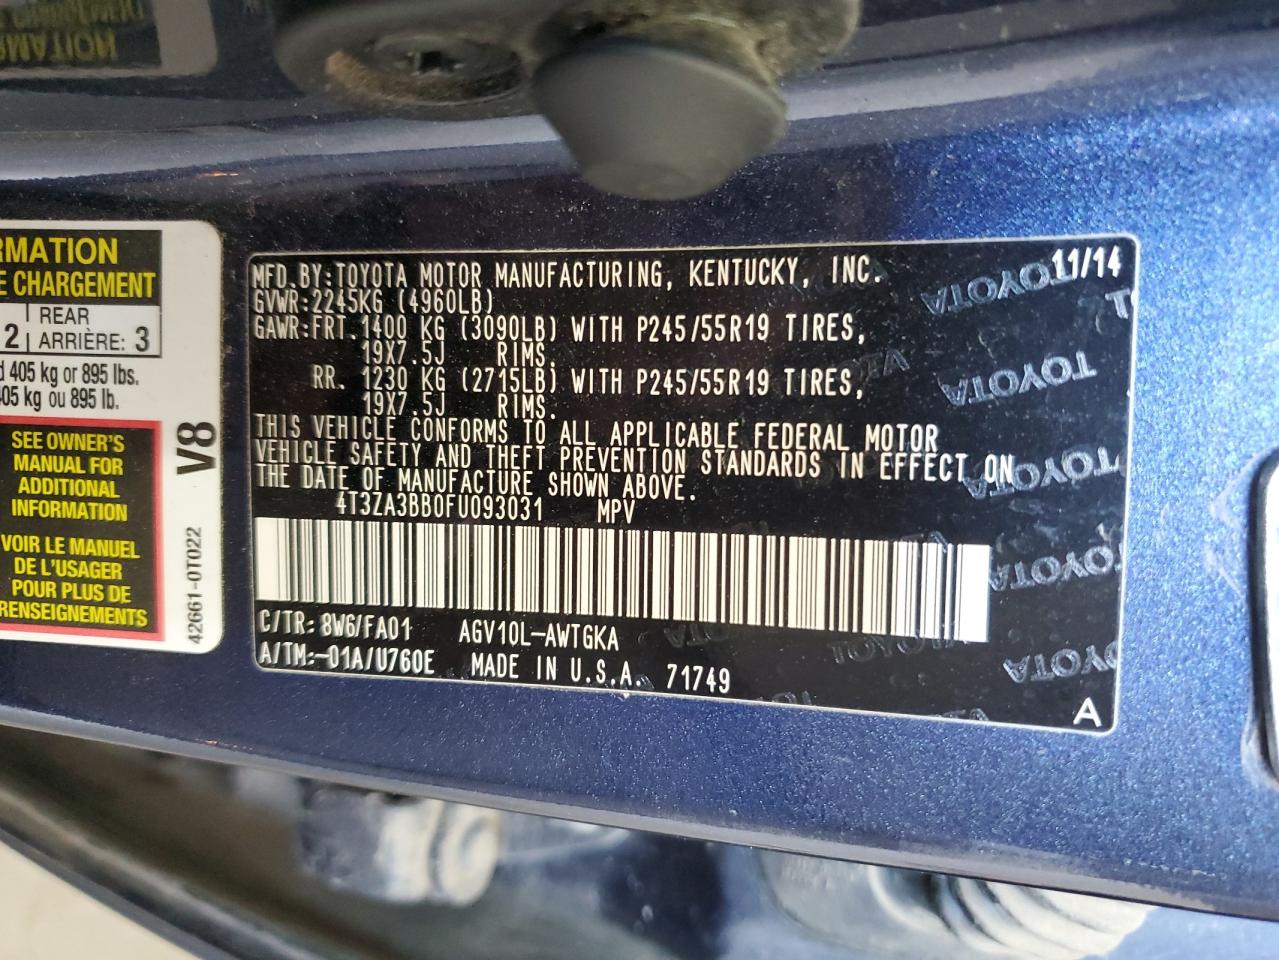 RMATION
E CHARGEMENT
REAR
2 ARRIÈRE: 3
405 kg or 895 lbs.
405 kg ou 895 lb.
SEE OWNER'S
MANUAL FOR
ADDITIONAL
INFORMATION
VOIR LE MANUEL
DE L'USAGER
POUR PLUS DE
RENSEIGNEMENTS
V8
42661-0T022
MFD.BY:TOYOTA MOTOR MANUFACTURING, KENTUCKY, INC. 11/14
GVWR:2245KG (4960LB)
GAWR:FRT. 1400 KG (3090LB) WITH P245/55R19 TIRES,
19X7.5J RIMS.
RR. 1230 KG (2715LB) WITH P245/55R19 TIRES,
19X7.5J RIMS.
THIS VEHICLE CONFORMS TO ALL APPLICABLE FEDERAL MOTOR
VEHICLE SAFETY AND THEFT PREVENTION STANDARDS IN EFFECT ON
THE DATE OF MANUFACTURE SHOWN ABOVE.
4T3ZA3BB0FU093031 MPV
C/TR: 8W6/FA01 AGV10L-AWTGKA
A/TM:-01A/U760E MADE IN U.S.A. 71749
A
TOYOTA
TOYOTA
TOYOTA
TOYOTA
TOYOTA